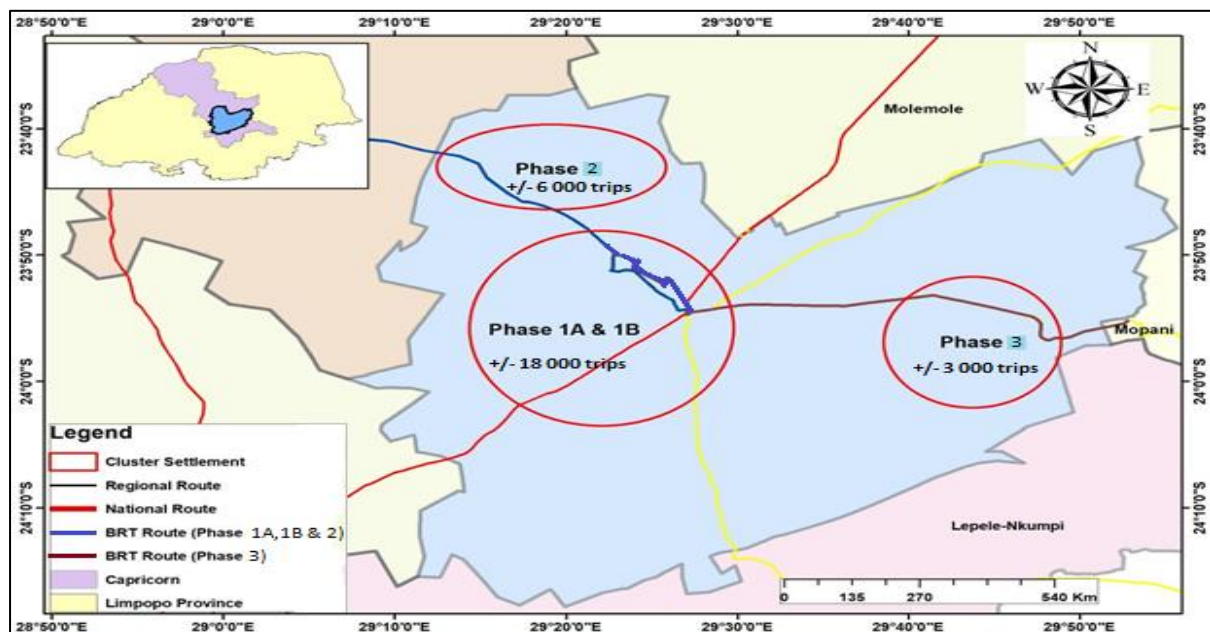 28°50'0"E 29°0'0"E 29°10'0"E 29°20'0"E 29°30'0"E 29°40'0"E 29°50'0"E
N
W E
S
Molemole
23°40'0"S 23°40'0"S
Phase 2
+/- 6 000 trips
23°50'0"S 23°50'0"S
Phase 1A & 1B
+/- 18 000 trips
Mopani
Phase 3
+/- 3 000 trips
24°0'0"S 24°0'0"S
Legend
Cluster Settlement
Regional Route
National Route
BRT Route (Phase 1A,1B & 2)
BRT Route (Phase 3)
Capricorn
Limpopo Province
24°10'0"S 24°10'0"S
Lepele-Nkumpi
0 135 270 540 Km
28°50'0"E 29°0'0"E 29°10'0"E 29°20'0"E 29°30'0"E 29°40'0"E 29°50'0"E